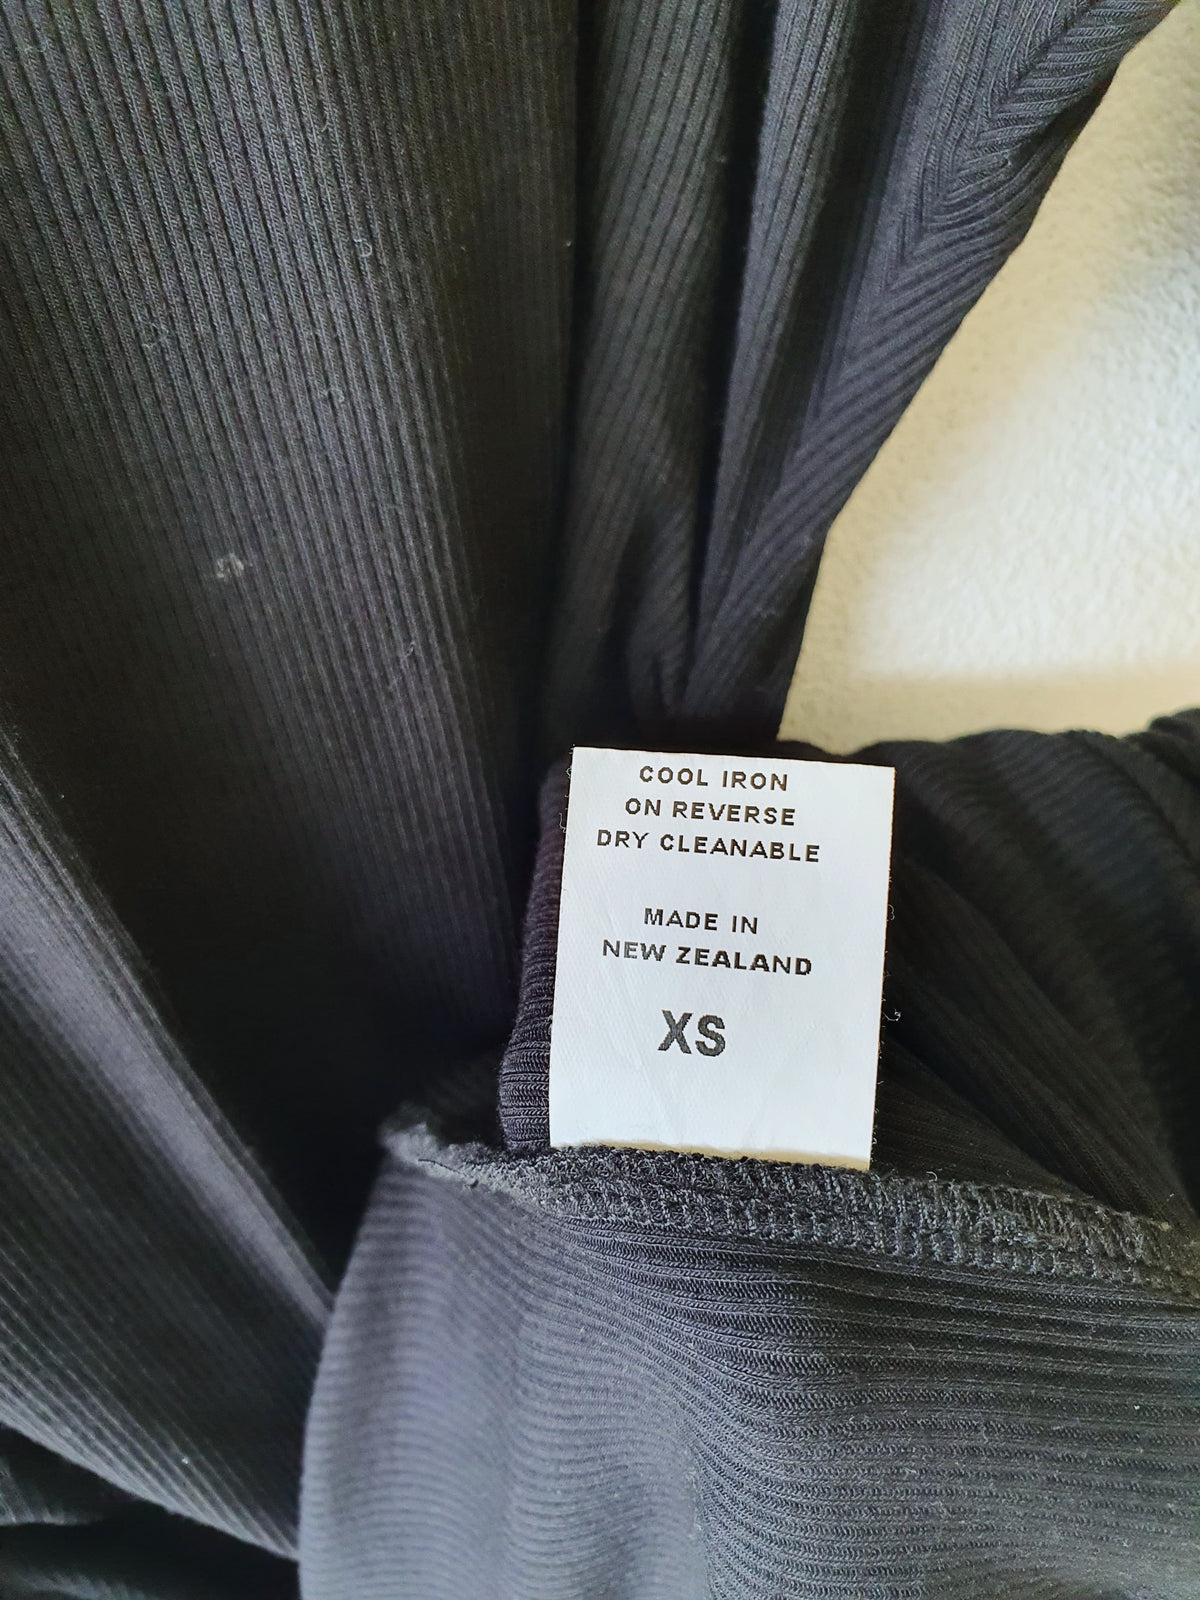 COOL IRON
ON REVERSE
DRY CLEANABLE
MADE IN
NEW ZEALAND
XS